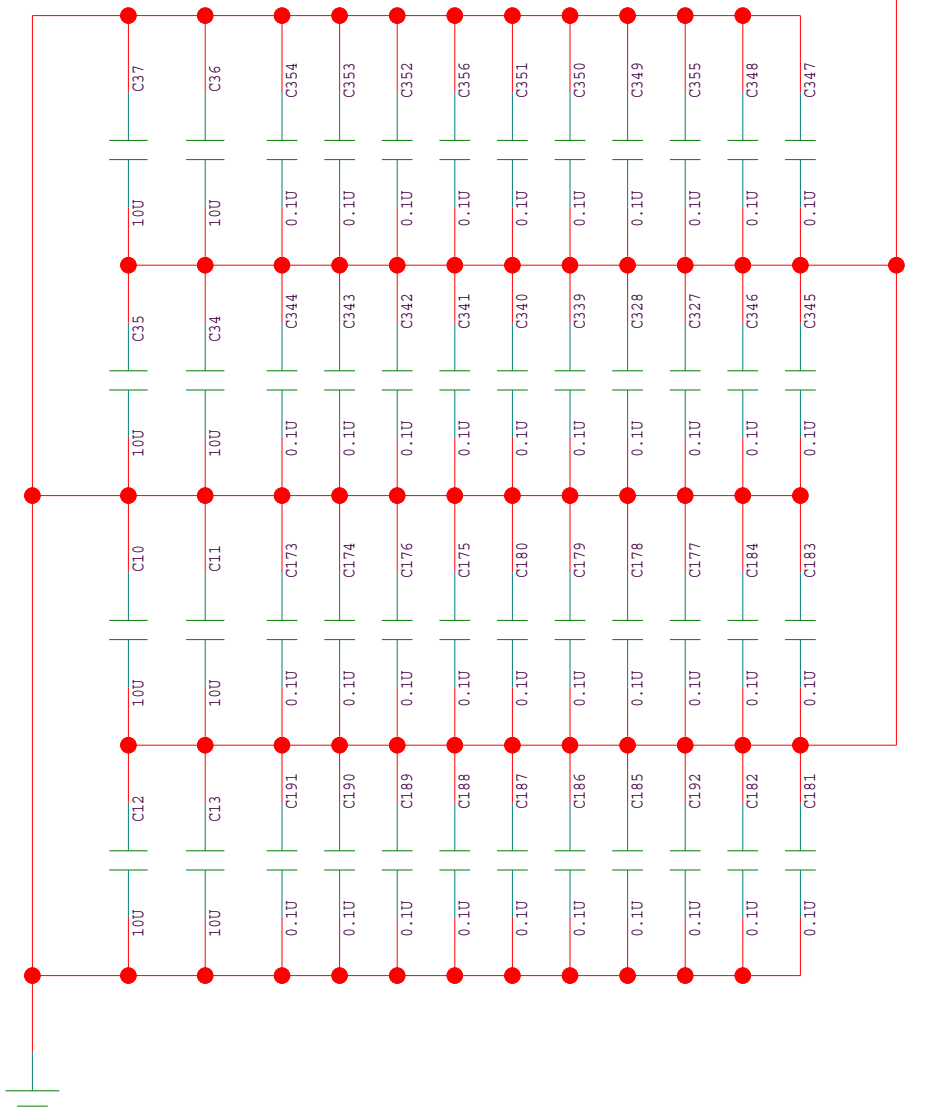 C37
C36
C354
C353
C352
C356
C351
C350
C349
C355
C348
C347
10U
10U
0.1U
0.1U
0.1U
0.1U
0.1U
0.1U
0.1U
0.1U
0.1U
0.1U
C35
C34
C344
C343
C342
C341
C340
C339
C328
C327
C346
C345
10U
10U
0.1U
0.1U
0.1U
0.1U
0.1U
0.1U
0.1U
0.1U
0.1U
0.1U
C10
C11
C173
C174
C176
C175
C180
C179
C178
C177
C184
C183
10U
10U
0.1U
0.1U
0.1U
0.1U
0.1U
0.1U
0.1U
0.1U
0.1U
0.1U
C12
C13
C191
C190
C189
C188
C187
C186
C185
C192
C182
C181
10U
10U
0.1U
0.1U
0.1U
0.1U
0.1U
0.1U
0.1U
0.1U
0.1U
0.1U